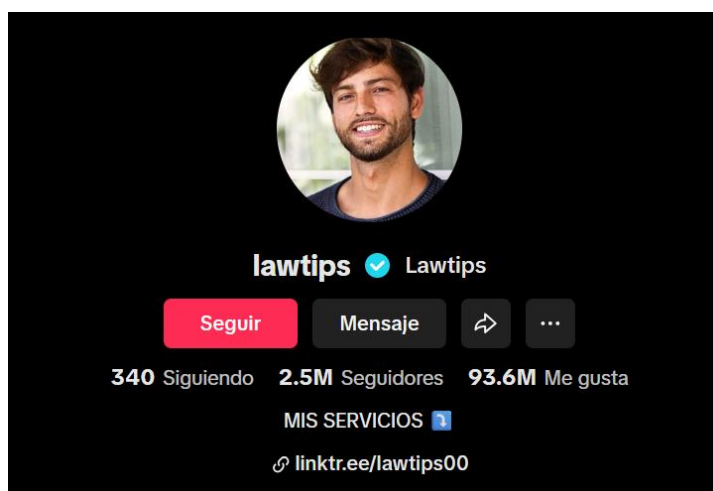 lawtips Lawtips
Seguir Mensaje
340 Siguiendo 2.5M Seguidores 93.6M Me gusta
MIS SERVICIOS ⤵️
linktr.ee/lawtips00